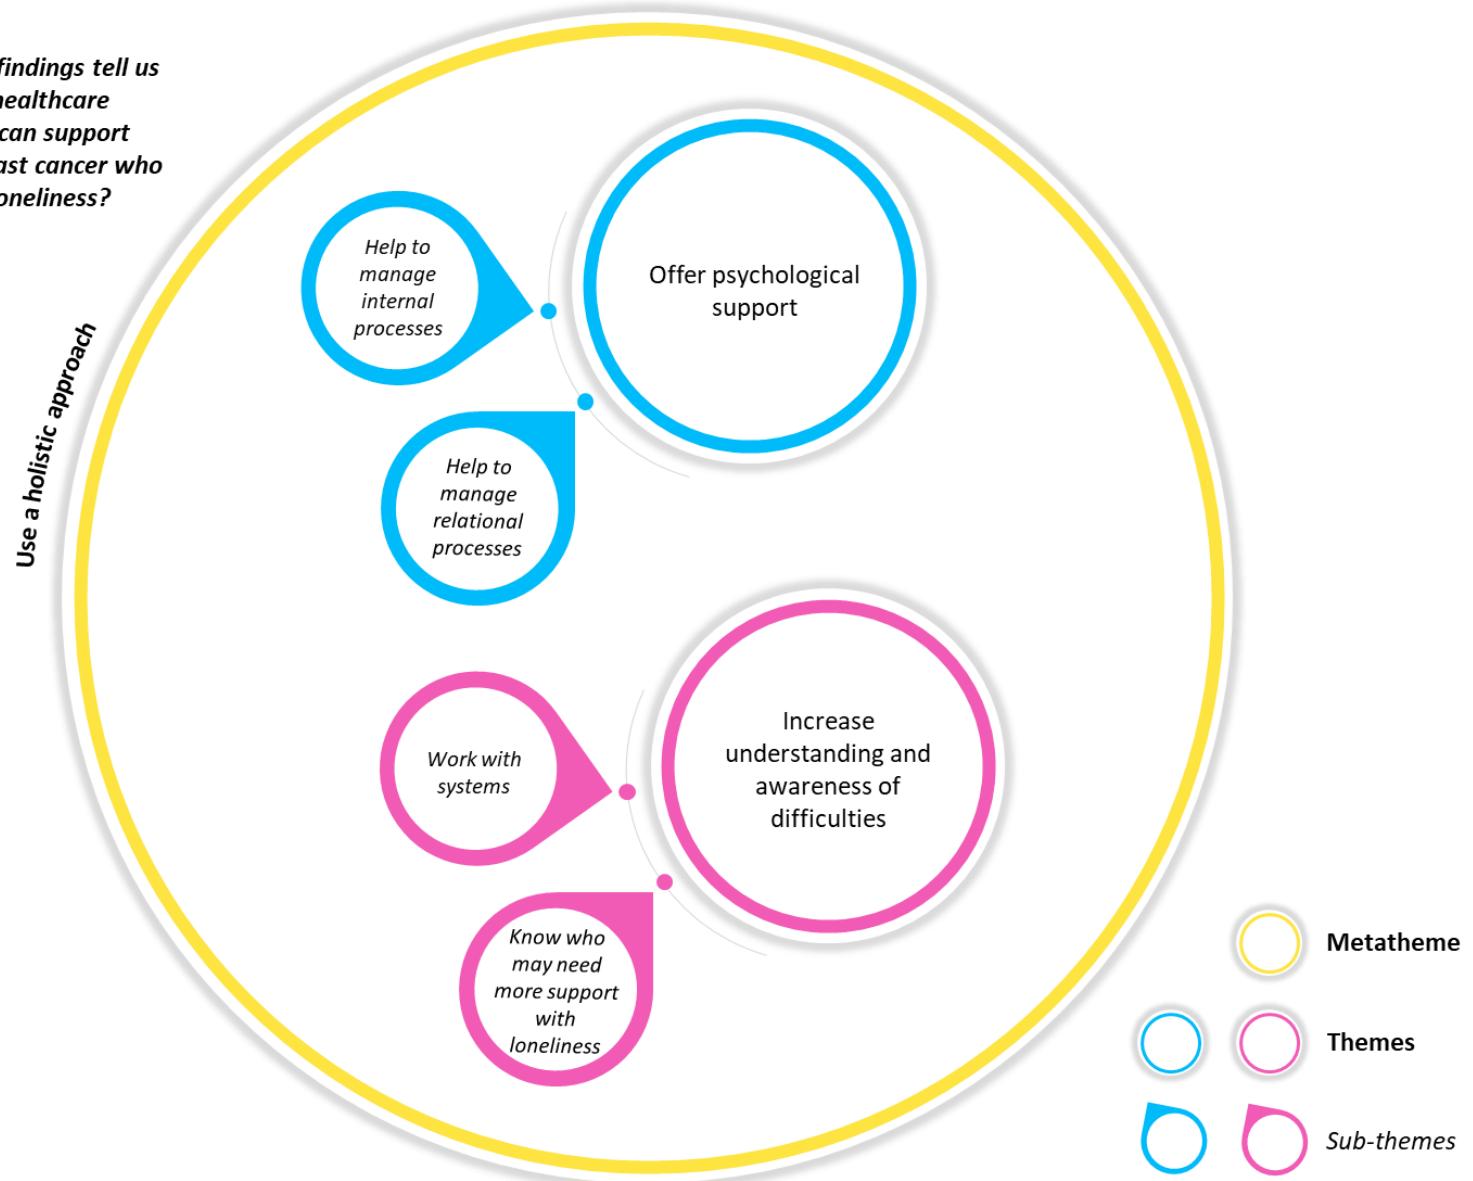 findings tell us
healthcare
can support
ast cancer who
oneliness?
Use a holistic approach
Help to
manage
internal
processes
Offer psychological
support
Help to
manage
relational
processes
Work with
systems
Increase
understanding and
awareness of
difficulties
Know who
may need
more support
with
loneliness
Metatheme
Themes
Sub-themes